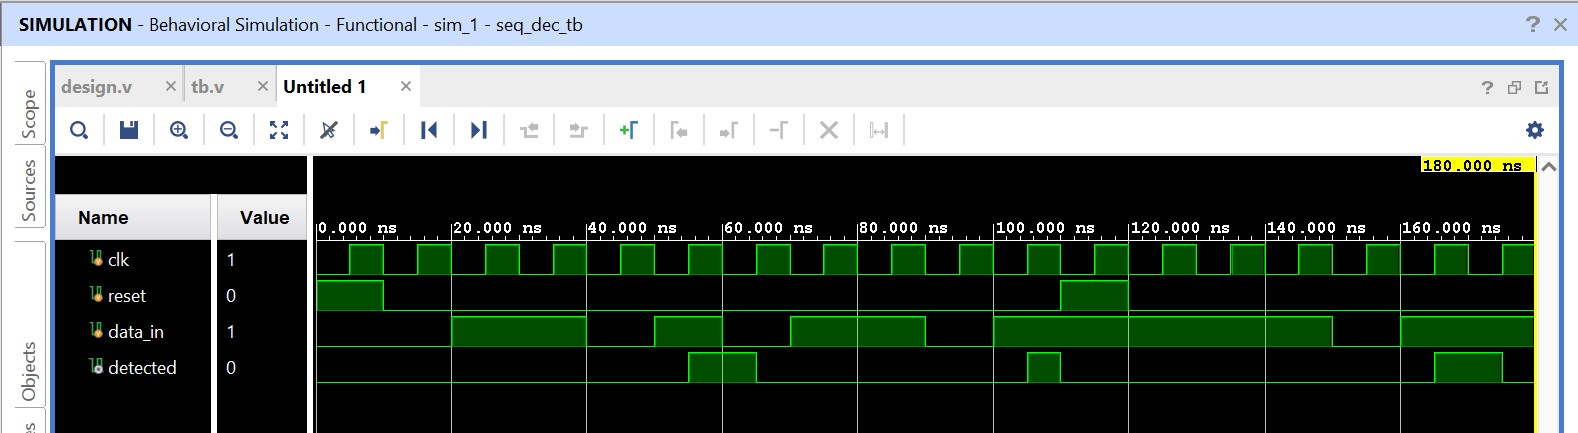 SIMULATION - Behavioral Simulation - Functional - sim_1 - seq_dec_tb ? ×
design.v × tb.v × Untitled 1 × ?
Scope
Sources
Objects
es
180.000 ns
Name Value
0.000 ns 20.000 ns 40.000 ns 60.000 ns 80.000 ns 100.000 ns 120.000 ns 140.000 ns 160.000 ns
clk 1
reset 0
data_in 1
detected 0